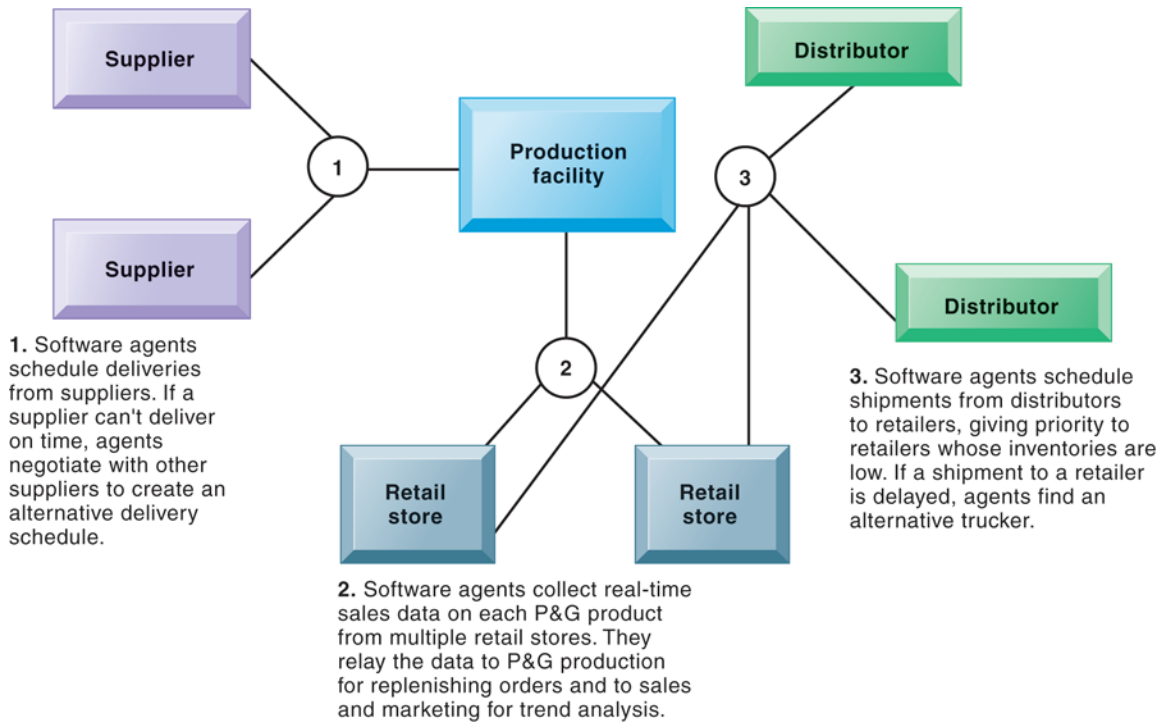 Supplier
Distributor
Production
facility
1
3
Supplier
Distributor
1. Software agents
schedule deliveries
from suppliers. If a
supplier can't deliver
on time, agents
negotiate with other
suppliers to create an
alternative delivery
schedule.
2
3. Software agents schedule
shipments from distributors
to retailers, giving priority to
retailers whose inventories are
low. If a shipment to a retailer
is delayed, agents find an
alternative trucker.
Retail
store
Retail
store
2. Software agents collect real-time
sales data on each P&G product
from multiple retail stores. They
relay the data to P&G production
for replenishing orders and to sales
and marketing for trend analysis.